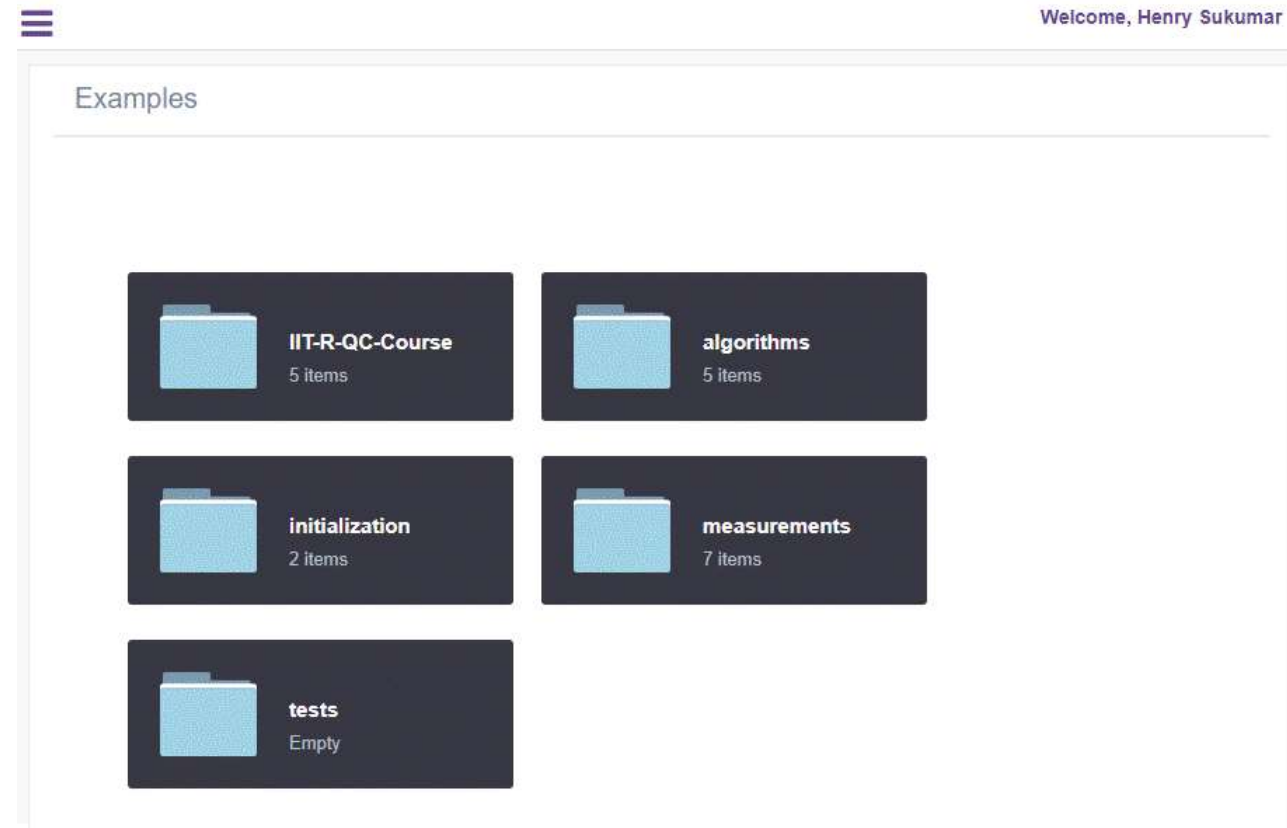 Welcome, Henry Sukumar
Examples
IIT-R-QC-Course
5 items
algorithms
5 items
initialization
2 items
measurements
7 items
tests
Empty